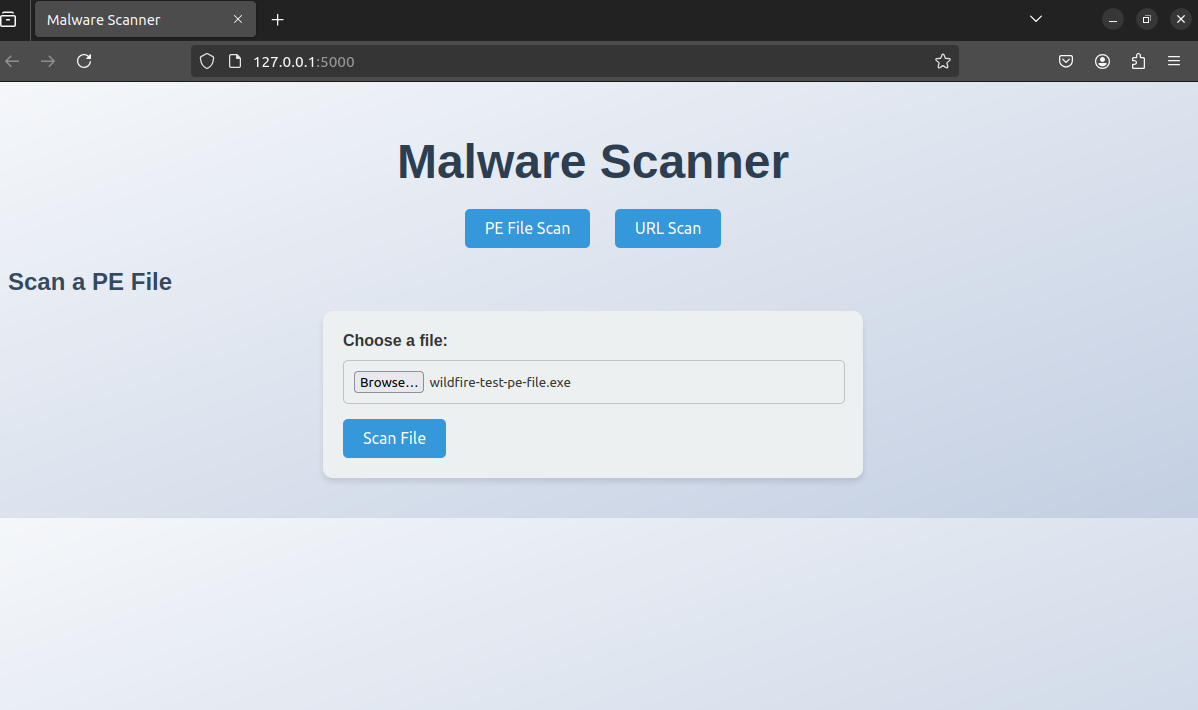 Malware Scanner
127.0.0.1:5000
Malware Scanner
PE File Scan URL Scan
Scan a PE File
Choose a file:
Browse... wildfire-test-pe-file.exe
Scan File